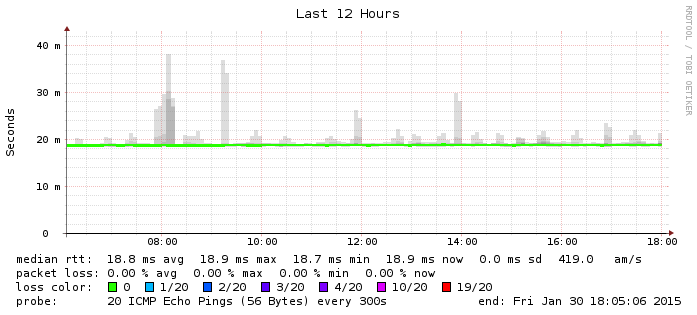 Last 12 Hours
RRDTOOL / TOBI OETIKER
Seconds
40 m
30 m
20 m
10 m
0
08:00 10:00 12:00 14:00 16:00 18:00
median rtt: 18.8 ms avg 18.9 ms max 18.7 ms min 18.9 ms now 0.0 ms sd 419.0 am/s
packet loss: 0.00 % avg 0.00 % max 0.00 % min 0.00 % now
loss color: 0 1/20 2/20 3/20 4/20 10/20 19/20
probe: 20 ICMP Echo Pings (56 Bytes) every 300s end: Fri Jan 30 18:05:06 2015